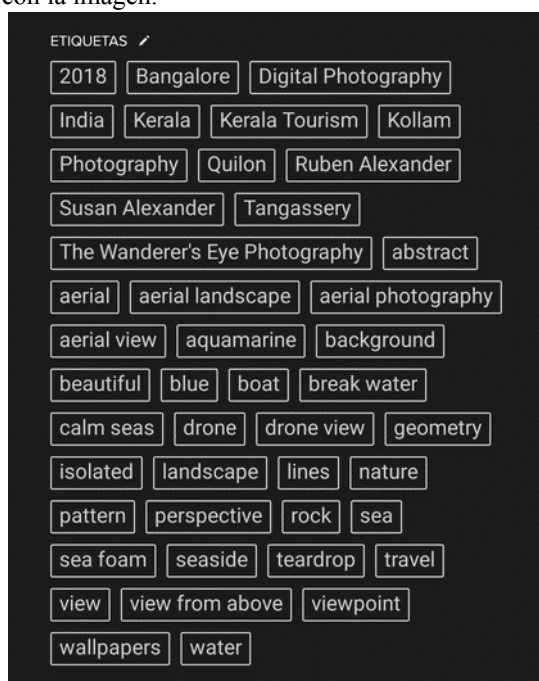 con la imagen.
ETIQUETAS
2018 Bangalore Digital Photography
India Kerala Kerala Tourism Kollam
Photography Quilon Ruben Alexander
Susan Alexander Tangassery
The Wanderer's Eye Photography abstract
aerial aerial landscape aerial photography
aerial view aquamarine background
beautiful blue boat break water
calm seas drone drone view geometry
isolated landscape lines nature
pattern perspective rock sea
sea foam seaside teardrop travel
view view from above viewpoint
wallpapers water